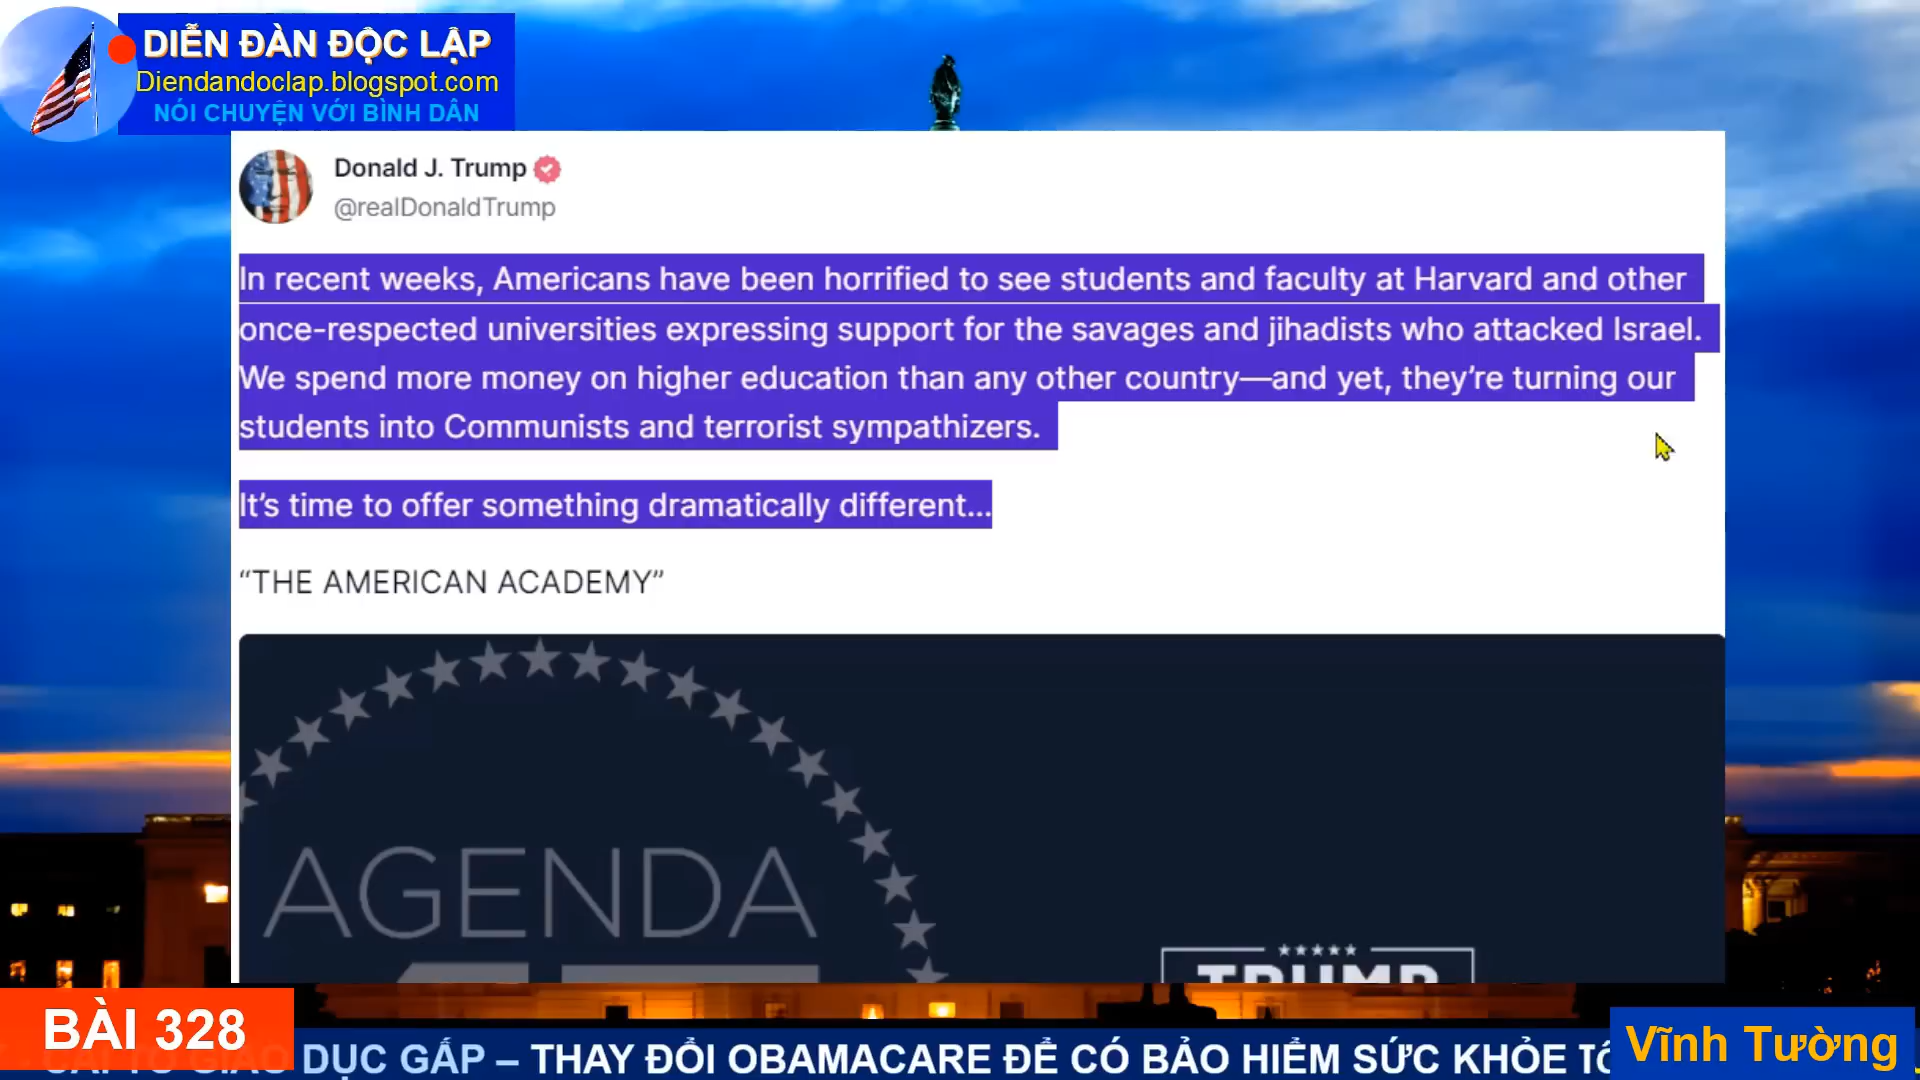 DIỄN ĐÀN ĐỘC LẬP
Diendandoclap.blogspot.com
NÓI CHUYỆN VỚI BÌNH DÂN
Donald J. Trump
@realDonaldTrump
In recent weeks, Americans have been horrified to see students and faculty at Harvard and other
once-respected universities expressing support for the savages and jihadists who attacked Israel.
We spend more money on higher education than any other country—and yet, they’re turning our
students into Communists and terrorist sympathizers.
It’s time to offer something dramatically different...
“THE AMERICAN ACADEMY”
AGENDA
TRUMP
BÀI 328
DỤC GẤP – THAY ĐỔI OBAMACARE ĐỂ CÓ BẢO HIỂM SỨC KHỎE
Vĩnh Tường